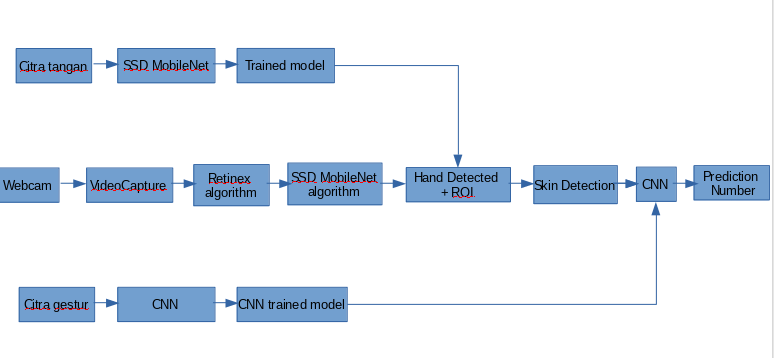 Citra tangan
SSD MobileNet
Trained model
Webcam
VideoCapture
Retinex
algorithm
SSD MobileNet
algorithm
Hand Detected
+ ROI
Skin Detection
CNN
Prediction
Number
Citra gestur
CNN
CNN trained model